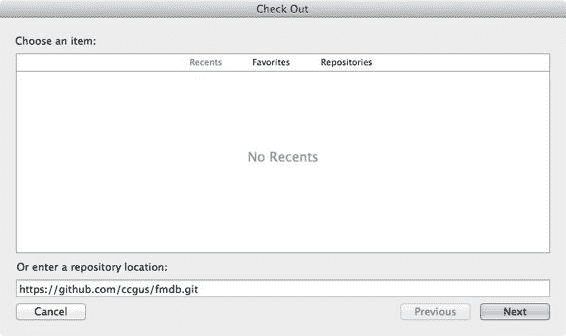 Check Out
Choose an item:
Recents Favorites Repositories
No Recents
Or enter a repository location:
https://github.com/ccgus/fmdb.git
Cancel Previous Next